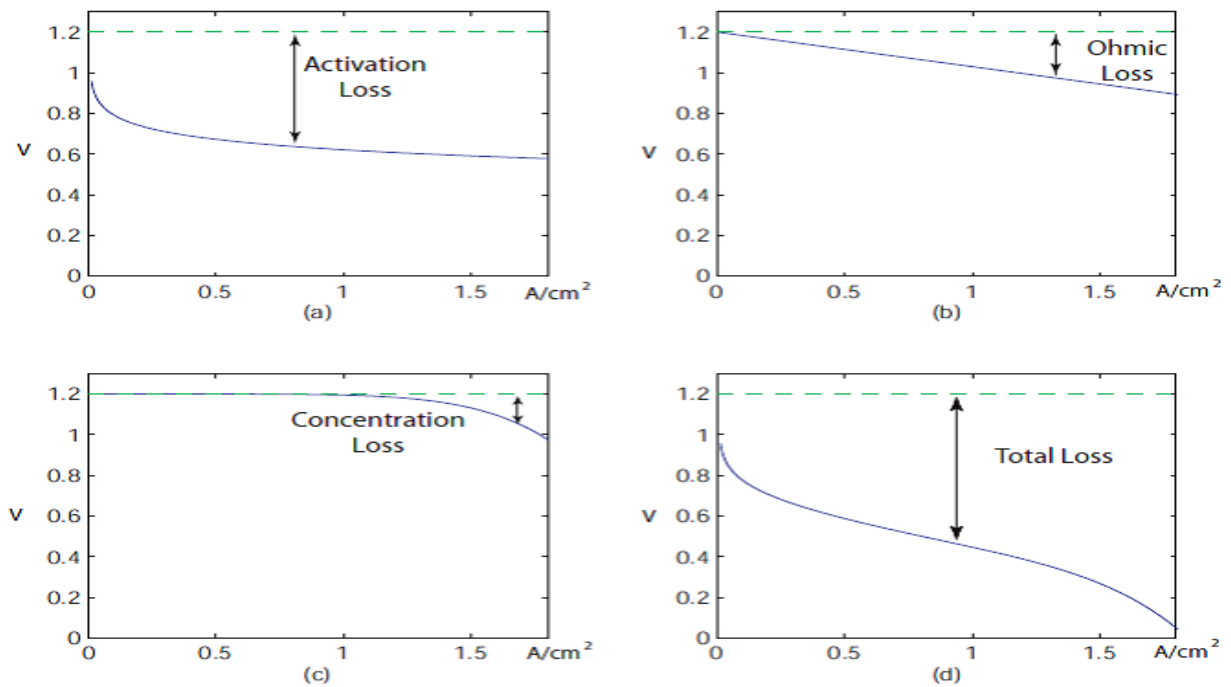 1.2
1
0.8
0.6
0.4
0.2
0
V
Activation
Loss
0
0.5
1
1.5
A/cm²
(a)
1.2
1
0.8
0.6
0.4
0.2
0
V
Ohmic
Loss
0
0.5
1
1.5
A/cm²
(b)
1.2
1
0.8
0.6
0.4
0.2
0
V
Concentration
Loss
0
0.5
1
1.5
A/cm²
(c)
1.2
1
0.8
0.6
0.4
0.2
0
V
Total Loss
0
0.5
1
1.5
A/cm²
(d)